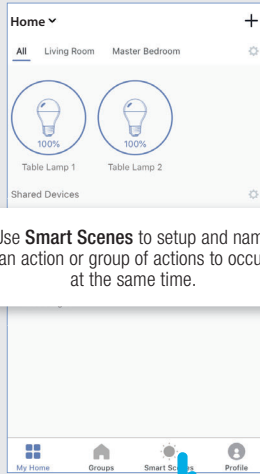 Home
All Living Room Master Bedroom
100% 100%
Table Lamp 1 Table Lamp 2
Shared Devices
Use Smart Scenes to setup and nam
an action or group of actions to occu
at the same time.
My Home Groups Smart Sc es Profile